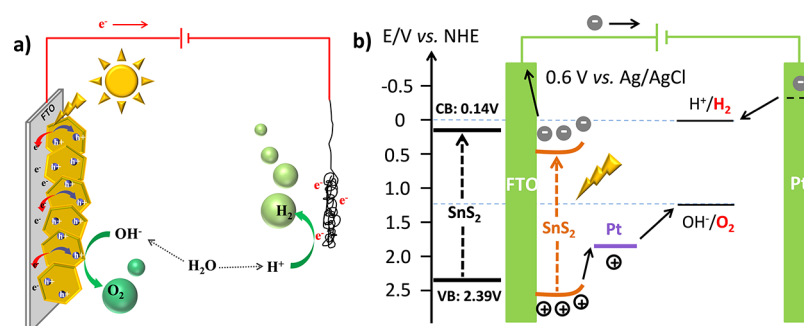 a)
e⁻ →
FTO
e⁻
h⁺
e⁻
e⁻
e⁻
OH⁻
O₂
H₂O
H⁺
H₂
e⁻
e⁻
e⁻
b)
E/V vs. NHE
-0.5
0
0.5
1.0
1.5
2.0
2.5
CB: 0.14V
SnS₂
VB: 2.39V
FTO
0.6 V vs. Ag/AgCl
SnS₂
Pt
H⁺/H₂
OH⁻/O₂
Pt